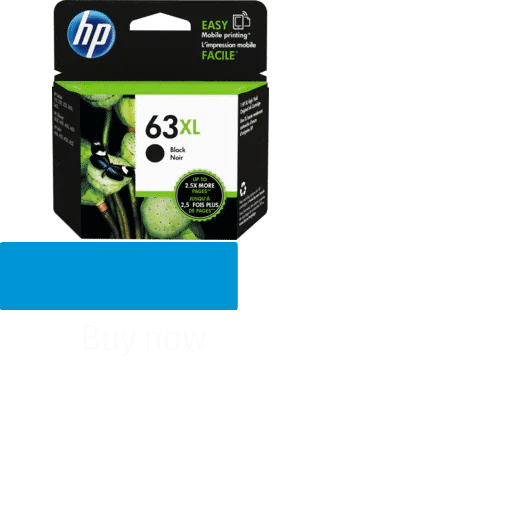 hp
EASY
Mobile printing
L'impression mobile
FACILE
63XL
Black
Noir
UP TO
2.5X MORE
PAGES
JUSQU'À
2,5 FOIS PLUS
DE PAGES
Buy now